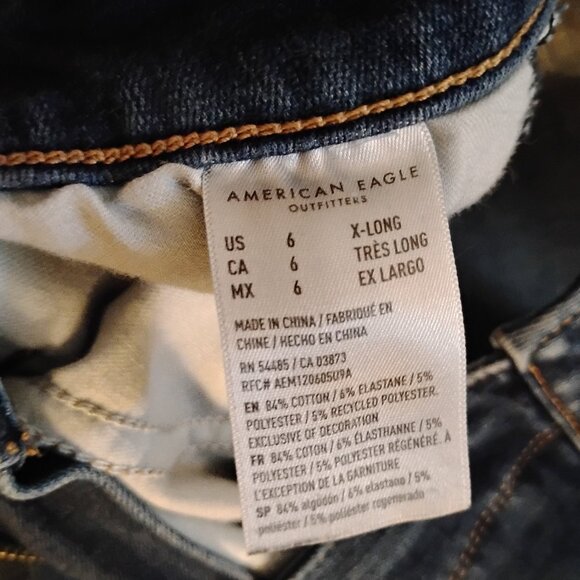 AMERICAN EAGLE
OUTFITTERS
US 6 X-LONG
CA 6 TRÈS LONG
MX 6 EX LARGO
MADE IN CHINA / FABRIQUÉ EN
CHINE / HECHO EN CHINA
RN 54485 / CA 03873
RFC# AEM120605U9A
EN 84% COTTON / 6% ELASTANE / 5%
POLYESTER / 5% RECYCLED POLYESTER.
EXCLUSIVE OF DECORATION
FR 84% COTON / 6% ÉLASTHANNE / 5%
POLYESTER / 5% POLYESTER RÉGÉNÉRÉ. À
L'EXCEPTION DE LA GARNITURE
SP 84% algodón / 6% elastano / 5%
poliester / 5% poliéster regenerado